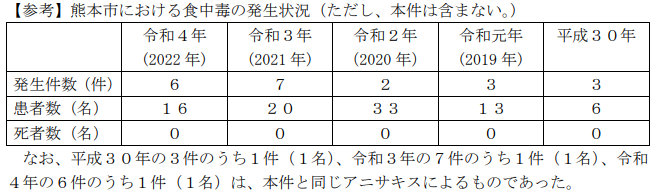 【参考】熊本市における食中毒の発生状況（ただし、本件は含まない。）
令和４年 令和３年 令和２年 令和元年 平成３０年
(2022 年) (2021 年) (2020 年) (2019 年)
発生件数（件） ６ ７ ２ ３ ３
患者数（名） １６ ２０ ３３ １３ ６
死者数（名） ０ ０ ０ ０ ０
なお、平成３０年の３件のうち１件（１名）、令和３年の７件のうち１件（１名）、令和
４年の６件のうち１件（１名）は、本件と同じアニサキスによるものであった。